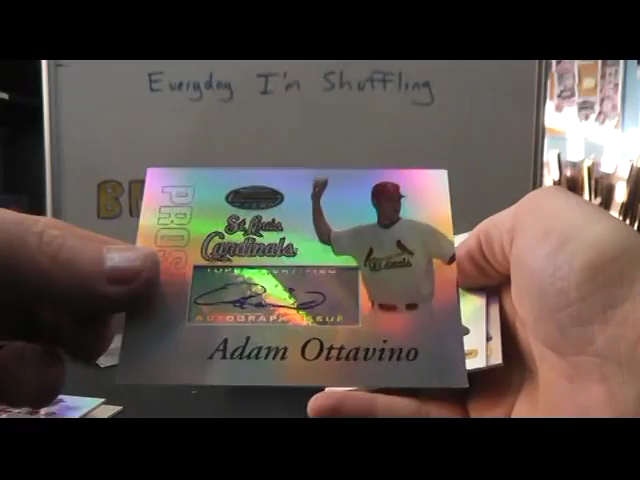 Everyday I'm Shuffling
PROS
St. Louis
Cardinals
TOPPS CERTIFIED
AUTOGRAPH ISSUE
Adam Ottavino